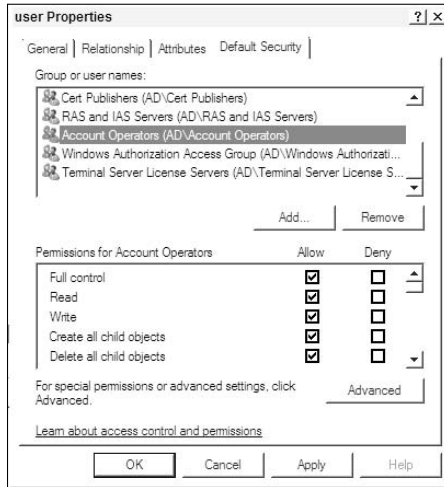 user Properties ? X
General Relationship Attributes Default Security
Group or user names:
Cert Publishers (AD\Cert Publishers)
RAS and IAS Servers (AD\RAS and IAS Servers)
Account Operators (AD\Account Operators)
Windows Authorization Access Group (AD\Windows Authorizati...
Terminal Server License Servers (AD\Terminal Server License S...
Add... Remove
Permissions for Account Operators Allow Deny
Full control
Read
Write
Create all child objects
Delete all child objects
For special permissions or advanced settings, click
Advanced. Advanced
Learn about access control and permissions
OK Cancel Apply Help